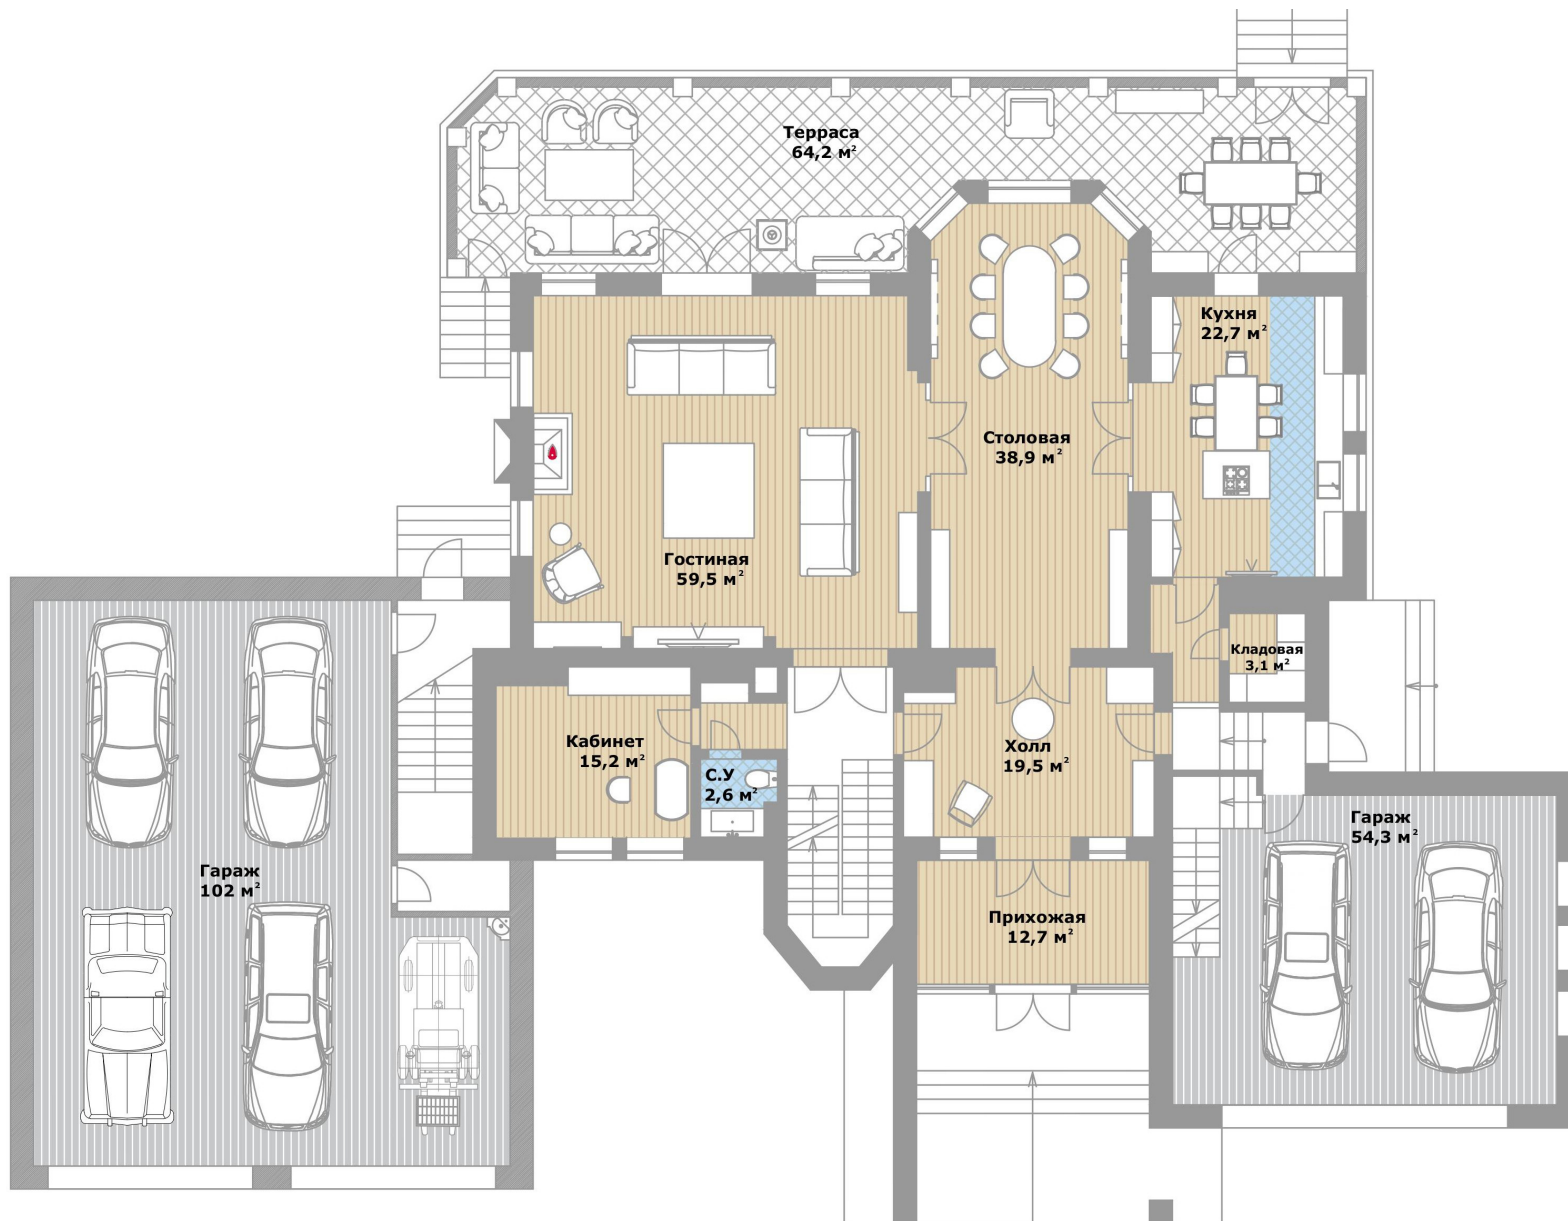 Терраса
64,2 м²
Кухня
22,7 м²
Столовая
38,9 м²
Гостиная
59,5 м²
Кладовая
3,1 м²
Кабинет
15,2 м²
С.У
2,6 м²
Холл
19,5 м²
Гараж
54,3 м²
Гараж
102 м²
Прихожая
12,7 м²